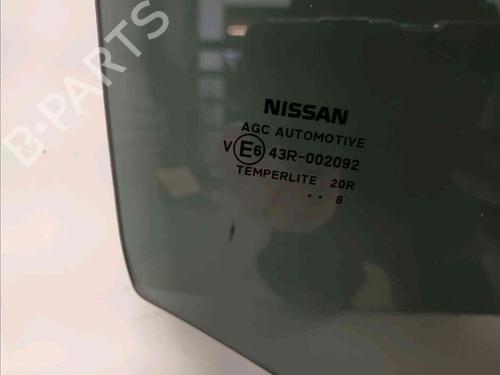 B-PARTS
NISSAN
AGC AUTOMOTIVE
V E6 43R-002092
TEMPERLITE 20R
.. 8